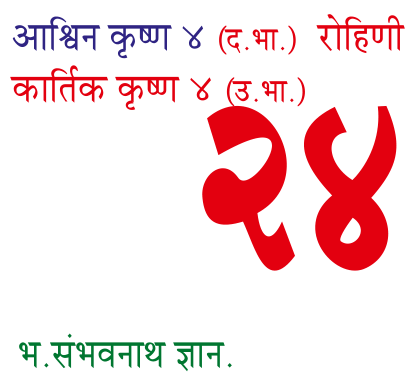 आश्विन कृष्ण ४ (द.भा.) रोहिणी
कार्तिक कृष्ण ४ (उ.भा.)
२४
भ.संभवनाथ ज्ञान.